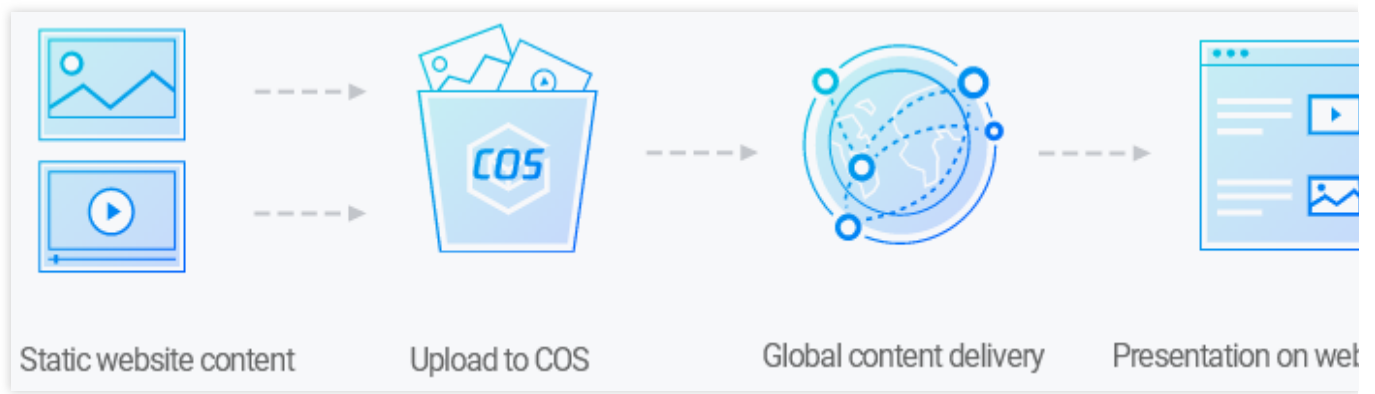 COS
Static website content
Upload to COS
Global content delivery
Presentation on